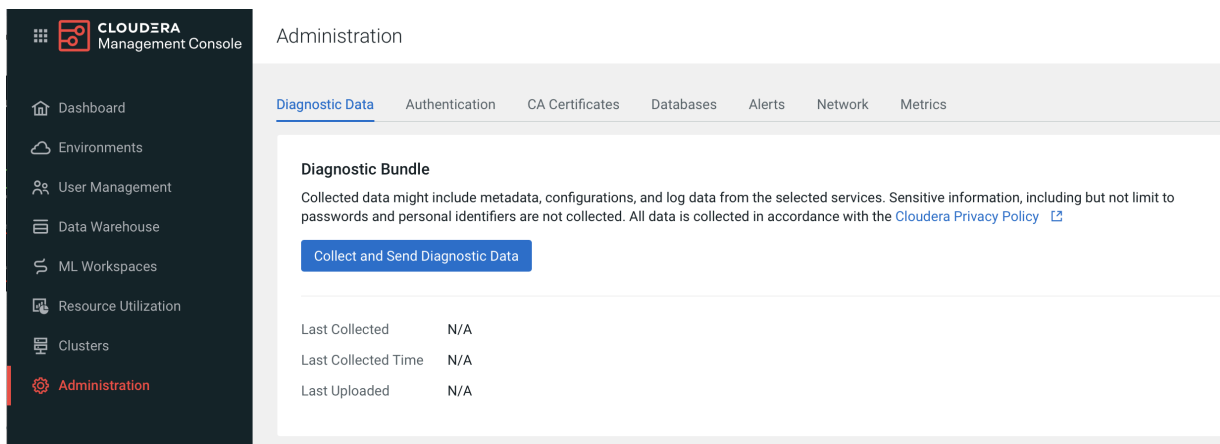 CLOUDERA
Management Console
Administration
Dashboard
Environments
User Management
Data Warehouse
ML Workspaces
Resource Utilization
Clusters
Administration
Diagnostic Data Authentication CA Certificates Databases Alerts Network Metrics
Diagnostic Bundle
Collected data might include metadata, configurations, and log data from the selected services. Sensitive information, including but not limit to
passwords and personal identifiers are not collected. All data is collected in accordance with the Cloudera Privacy Policy
Collect and Send Diagnostic Data
Last Collected N/A
Last Collected Time N/A
Last Uploaded N/A